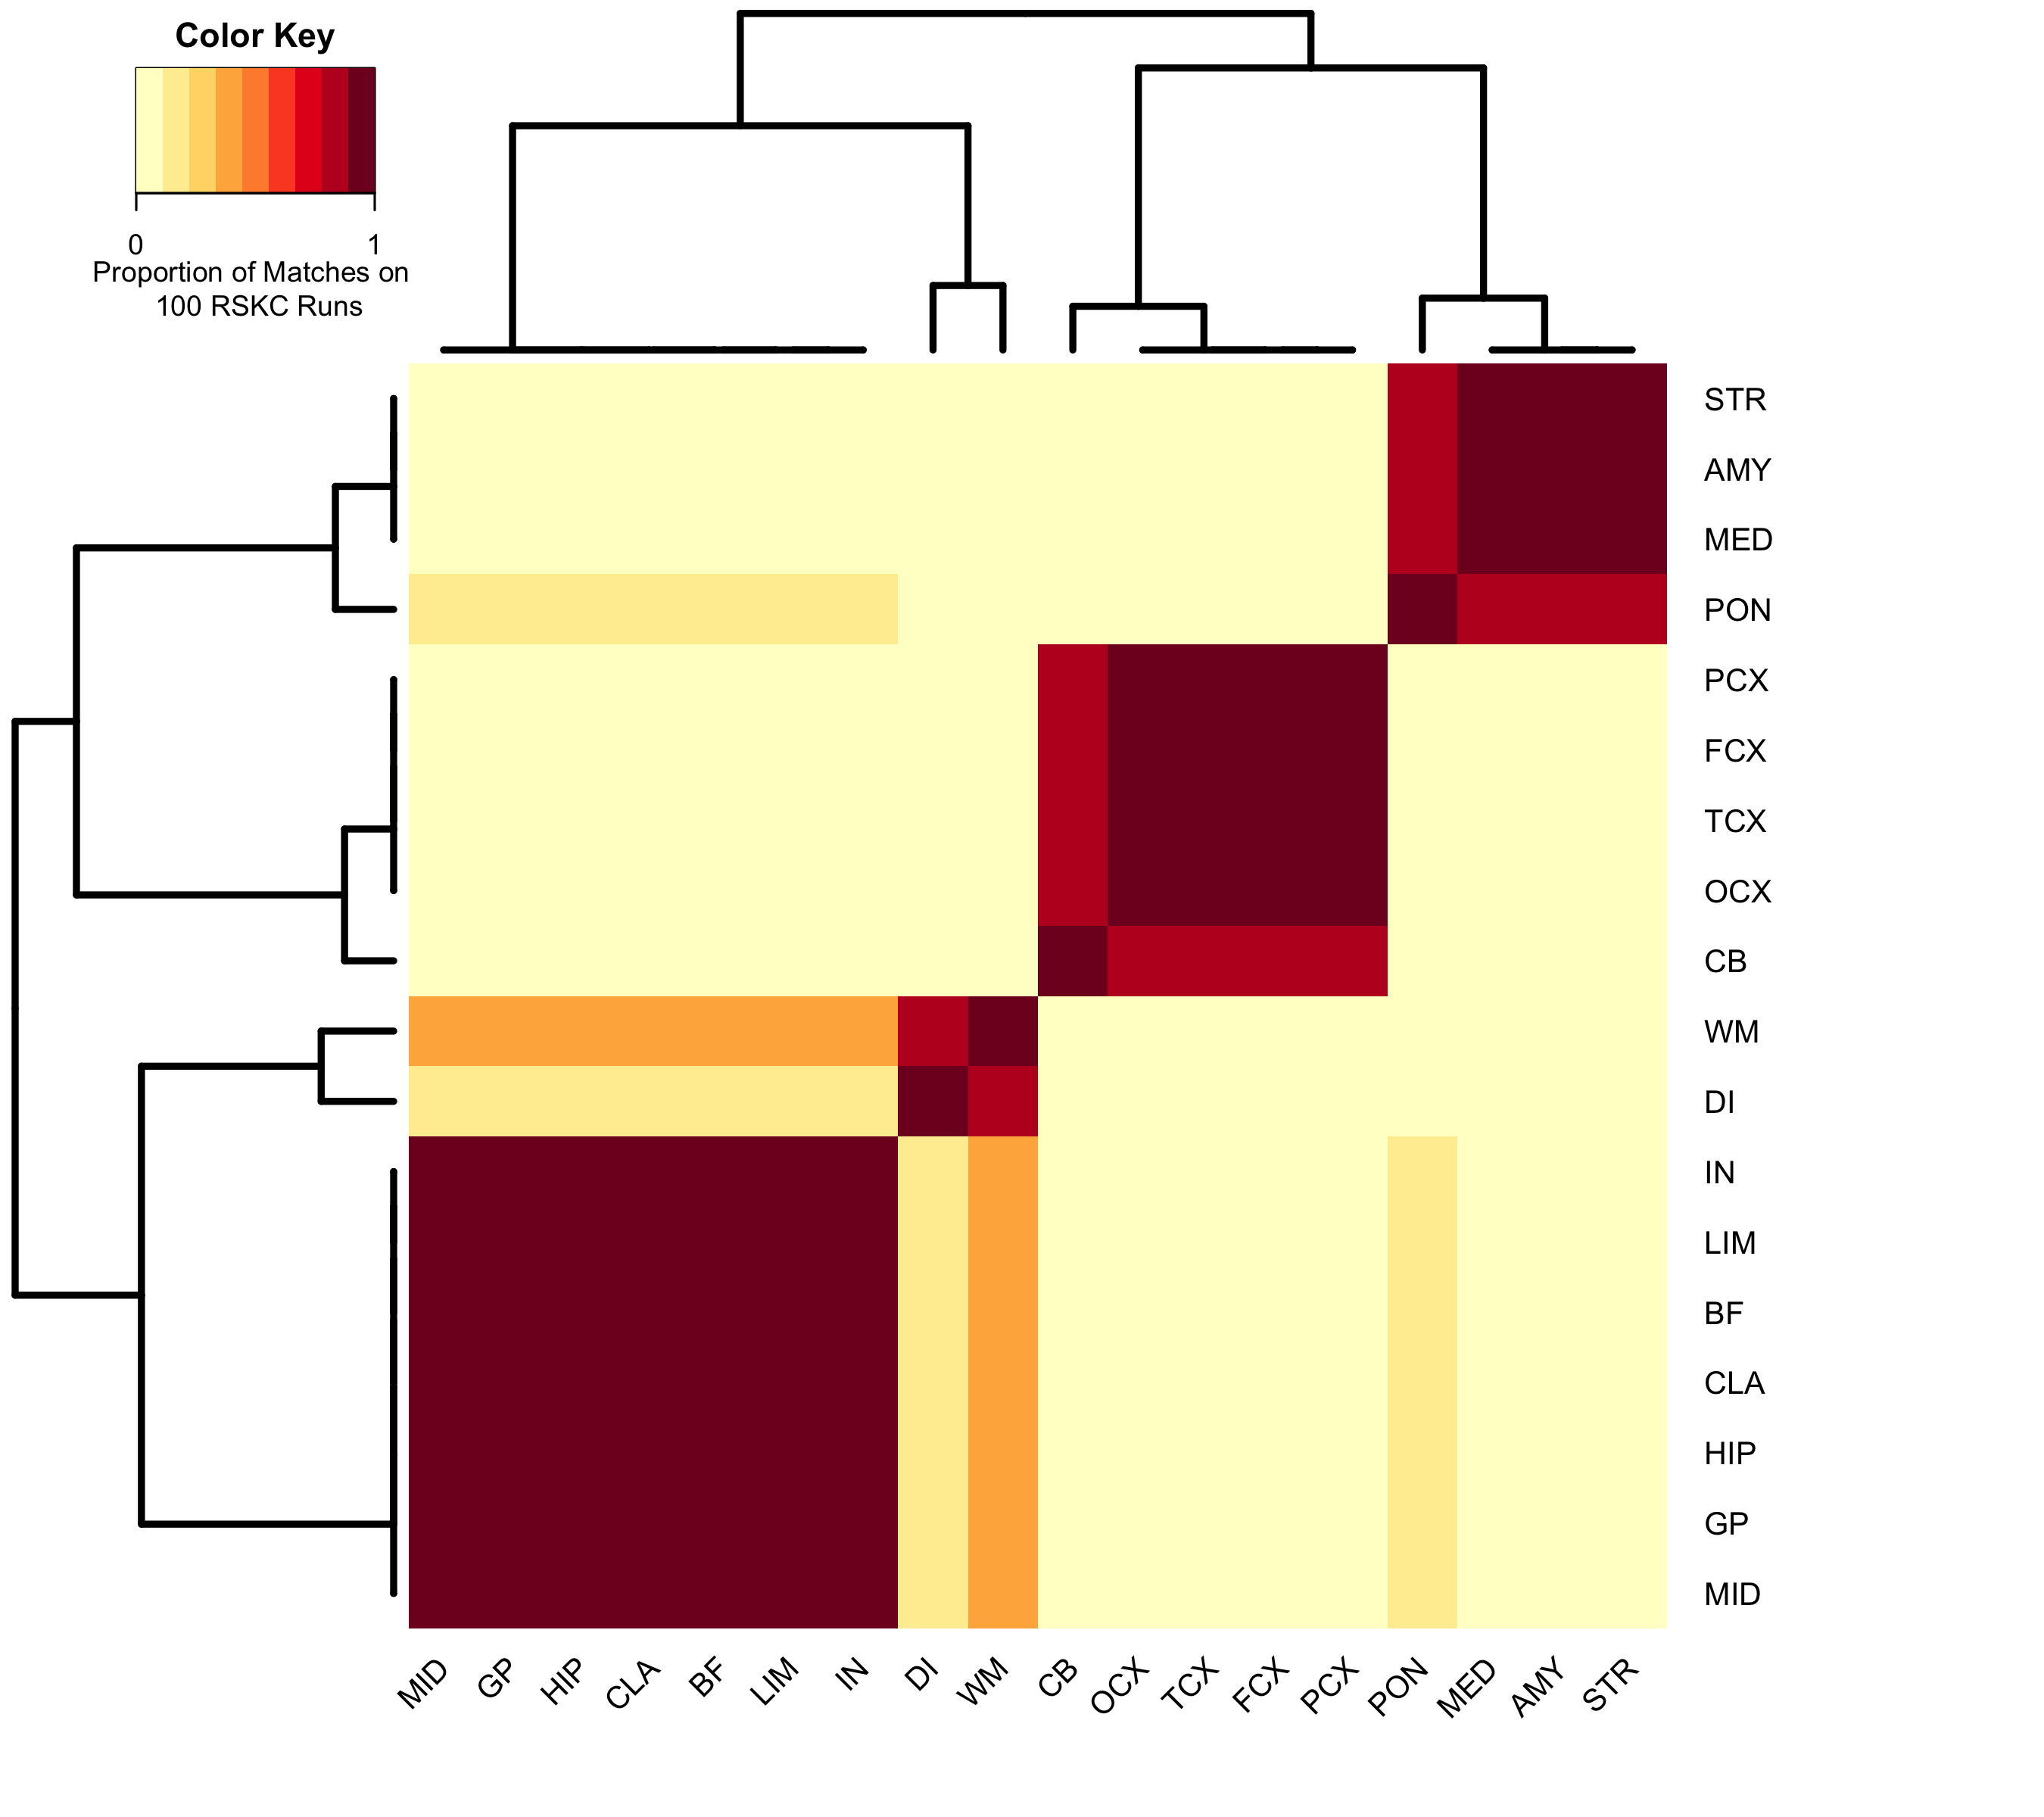 Color Key
0 1
Proportion of Matches on
100 RSKC Runs
STR
AMY
MED
PON
PCX
FCX
TCX
OCX
CB
WM
DI
IN
LIM
BF
CLA
HIP
GP
MID
MID GP HIP CLA BF LIM IN DI WM CB OCX TCX FCX PCX PON MED AMY STR